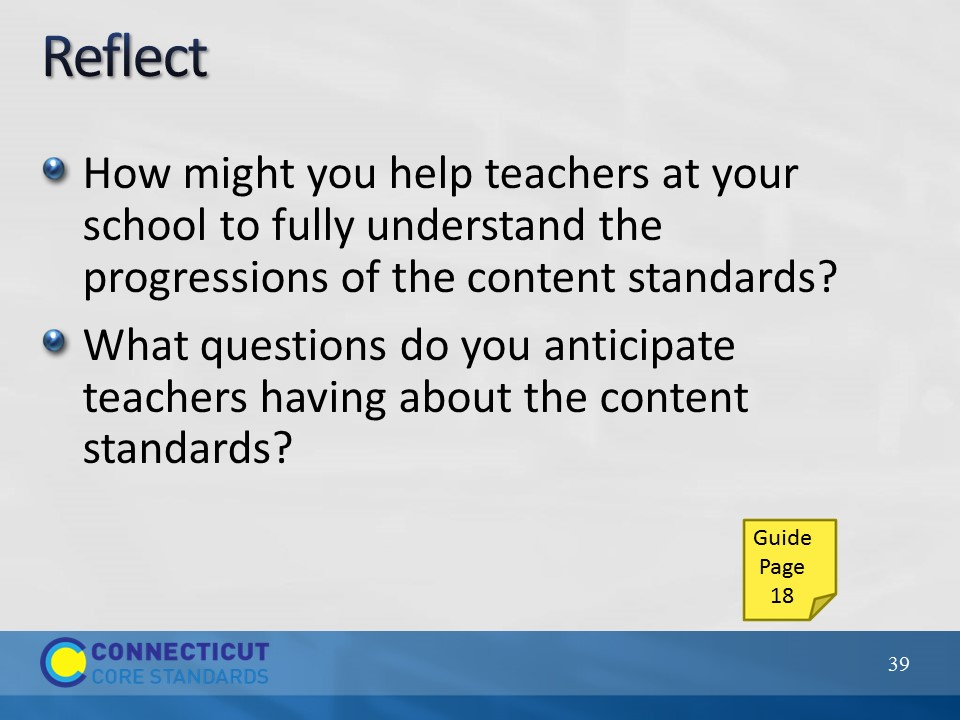 Reflect
How might you help teachers at your
school to fully understand the
progressions of the content standards?
What questions do you anticipate
teachers having about the content
standards?
Guide
Page
18
CONNECTICUT
CORE STANDARDS
39